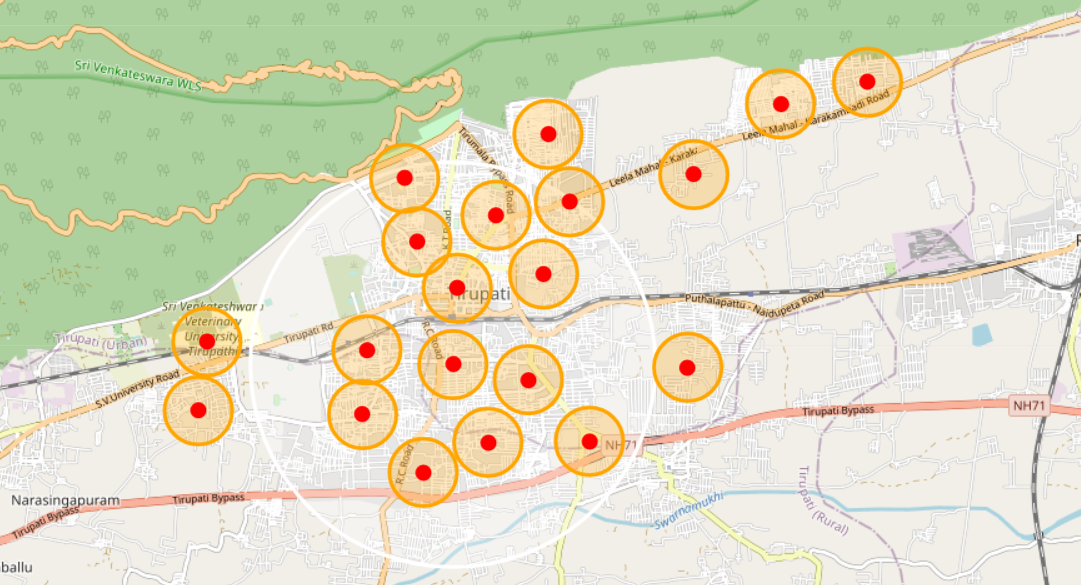 Sri Venkateswara WLS
Tirumala Bypass Road
Leela Mahal - Karakambadi Road
Leela Mahal - Karaka
K.T. Road
Tirupati
Puthalapattu - Naidupeta Road
Sri Venkateshwara
Veterinary
University
Tirupathi
Tirupati Rd
Tirupati (Urban)
R.C Road
S.V.University Road
Tirupati Bypass
NH71
NH71
R.C Road
Narasingapuram
Tirupati Bypass
Tirupati Bypass
Swarnamukhi
Tirupati (Rural)
ballu